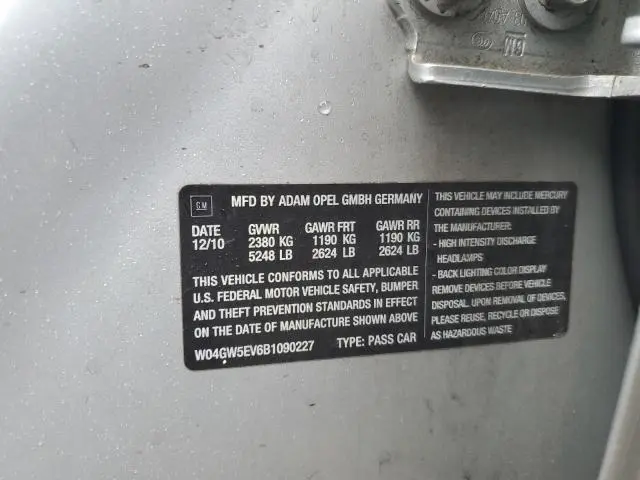 GM
MFD BY ADAM OPEL GMBH GERMANY
DATE GVWR GAWR FRT GAWR RR
12/10 2380 KG 1190 KG 1190 KG
5248 LB 2624 LB 2624 LB
THIS VEHICLE CONFORMS TO ALL APPLICABLE
U.S. FEDERAL MOTOR VEHICLE SAFETY, BUMPER
AND THEFT PREVENTION STANDARDS IN EFFECT
ON THE DATE OF MANUFACTURE SHOWN ABOVE
W04GW5EV6B1090227 TYPE: PASS CAR
THIS VEHICLE MAY INCLUDE MERCURY
CONTAINING DEVICES INSTALLED BY
THE MANUFACTURER:
- HIGH INTENSITY DISCHARGE
HEADLAMPS
- BACK LIGHTING COLOR DISPLAY
REMOVE DEVICES BEFORE VEHICLE
DISPOSAL. UPON REMOVAL OF DEVICES,
PLEASE REUSE, RECYCLE OR DISPOSE
AS HAZARDOUS WASTE
GM